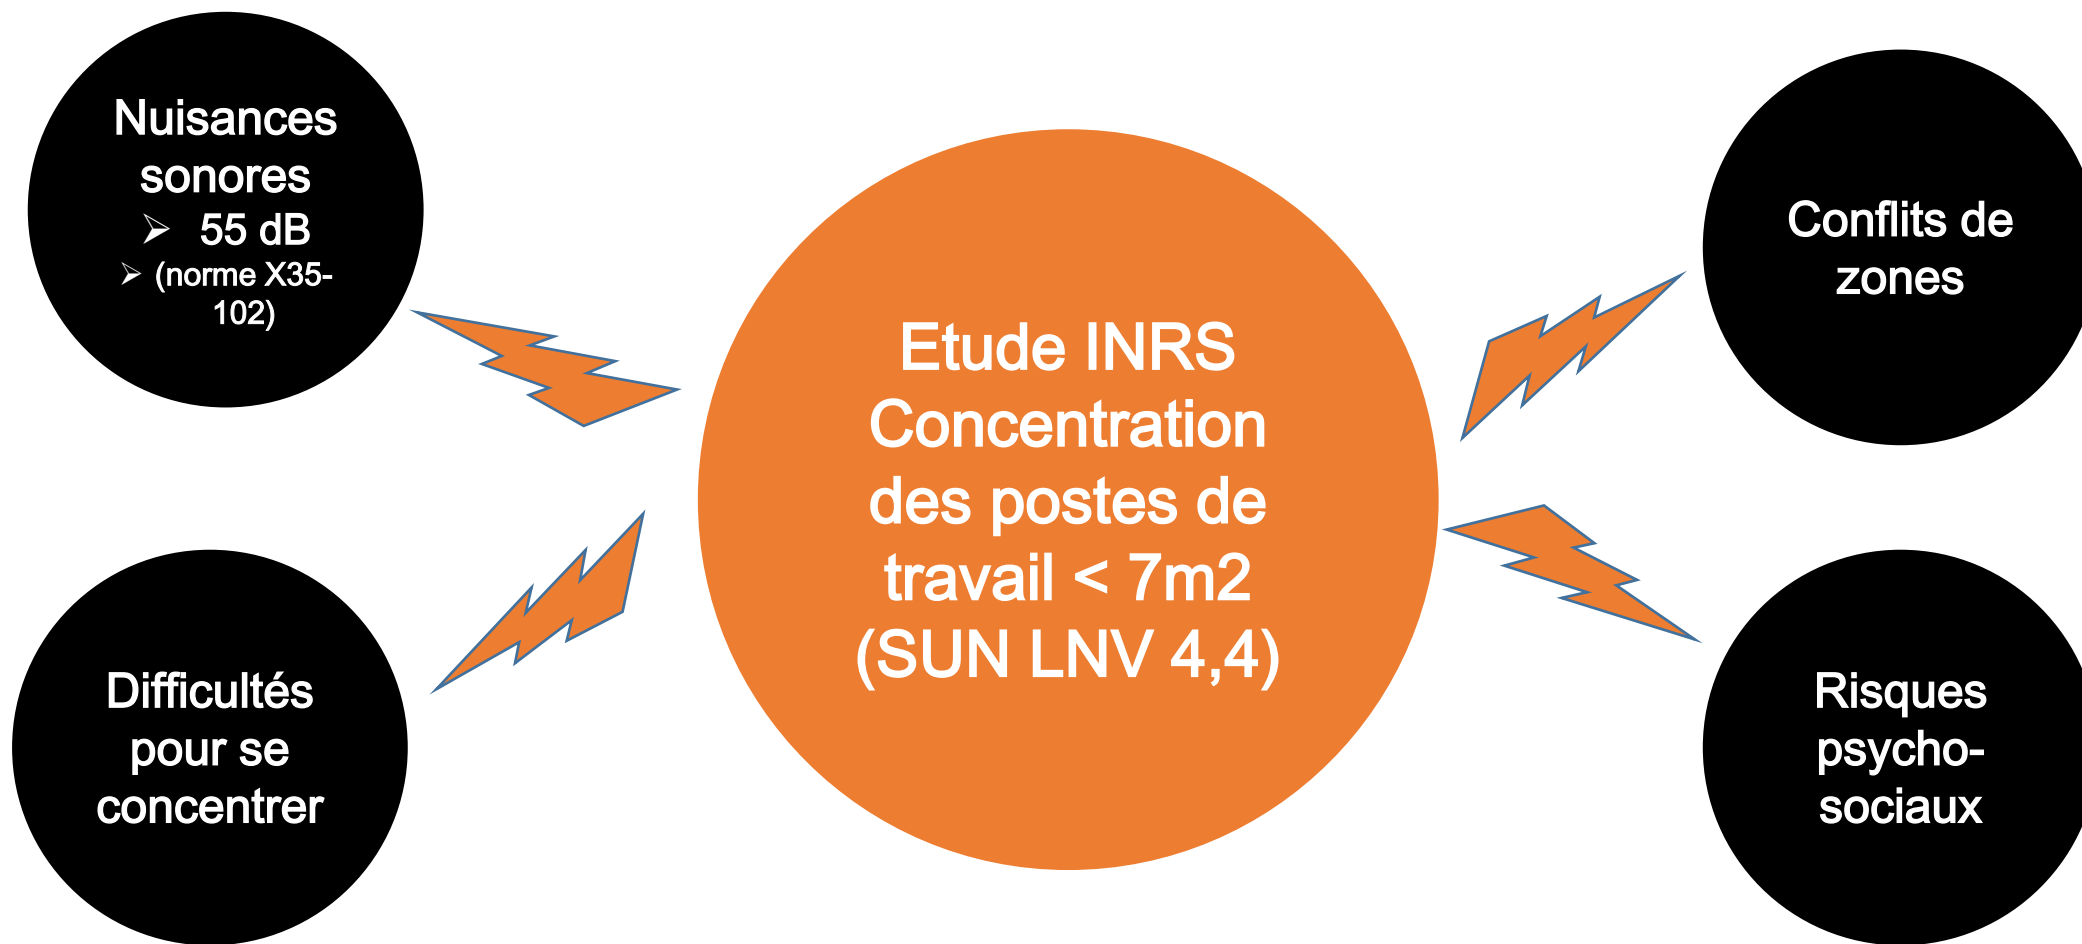 Nuisances
sonores
➢ 55 dB
➢ (norme X35-
102)
Difficultés
pour se
concentrer
Etude INRS
Concentration
des postes de
travail < 7m2
(SUN LNV 4,4)
Conflits de
zones
Risques
psycho-
sociaux